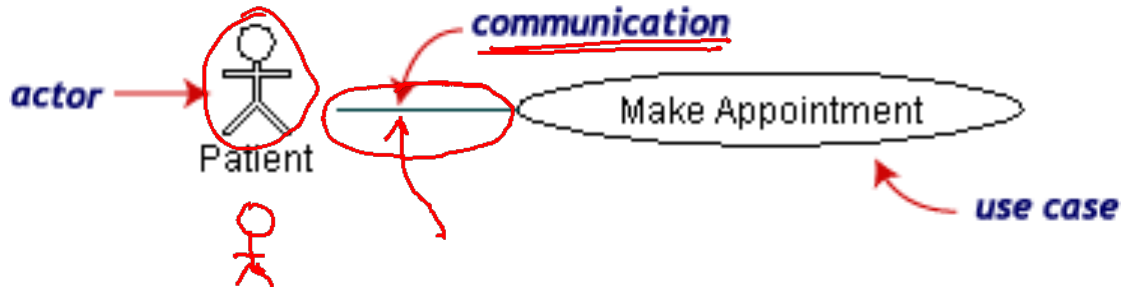 communication
actor
Make Appointment
Patient
use case